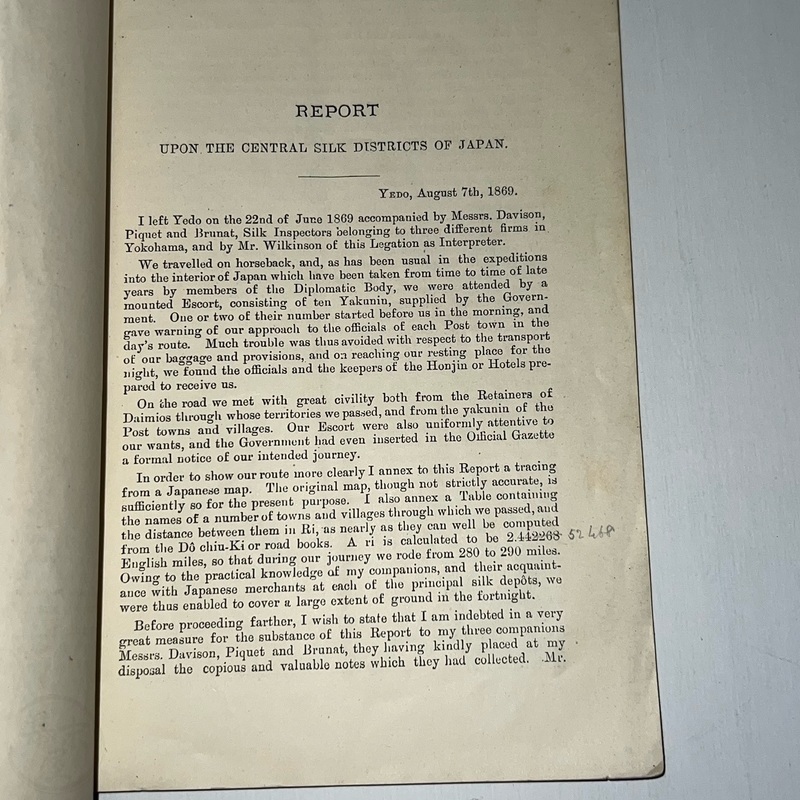 REPORT
UPON THE CENTRAL SILK DISTRICTS OF JAPAN.
YEDO, August 7th, 1869.
I left Yedo on the 22nd of June 1869 accompanied by Messrs. Davison,
Piquet and Brunat, Silk Inspectors belonging to three different firms in
Yokohama, and by Mr. Wilkinson of this Legation as Interpreter.
We travelled on horseback, and, as has been usual in the expeditions
into the interior of Japan which have been taken from time to time of late
years by members of the Diplomatic Body, we were attended by a
mounted Escort, consisting of ten Yakunin, supplied by the Govern-
ment. One or two of their number started before us in the morning, and
gave warning of our approach to the officials of each Post town in the
day's route. Much trouble was thus avoided with respect to the transport
of our baggage and provisions, and on reaching our resting place for the
night, we found the officials and the keepers of the Honjin or Hotels pre-
pared to receive us.
On the road we met with great civility both from the Retainers of
Daimios through whose territories we passed, and from the yakunin of the
Post towns and villages. Our Escort were also uniformly attentive to
our wants, and the Government had even inserted in the Official Gazette
a formal notice of our intended journey.
In order to show our route more clearly I annex to this Report a tracing
from a Japanese map. The original map, though not strictly accurate, is
sufficiently so for the present purpose. I also annex a Table containing
the names of a number of towns and villages through which we passed, and
the distance between them in Ri, as nearly as they can well be computed
from the Dô chiu-Ki or road books. A ri is calculated to be 2.442268 52468
English miles, so that during our journey we rode from 280 to 290 miles.
Owing to the practical knowledge of my companions, and their acquaint-
ance with Japanese merchants at each of the principal silk depôts, we
were thus enabled to cover a large extent of ground in the fortnight.
Before proceeding farther, I wish to state that I am indebted in a very
great measure for the substance of this Report to my three companions
Messrs. Davison, Piquet and Brunat, they having kindly placed at my
disposal the copious and valuable notes which they had collected. Mr.